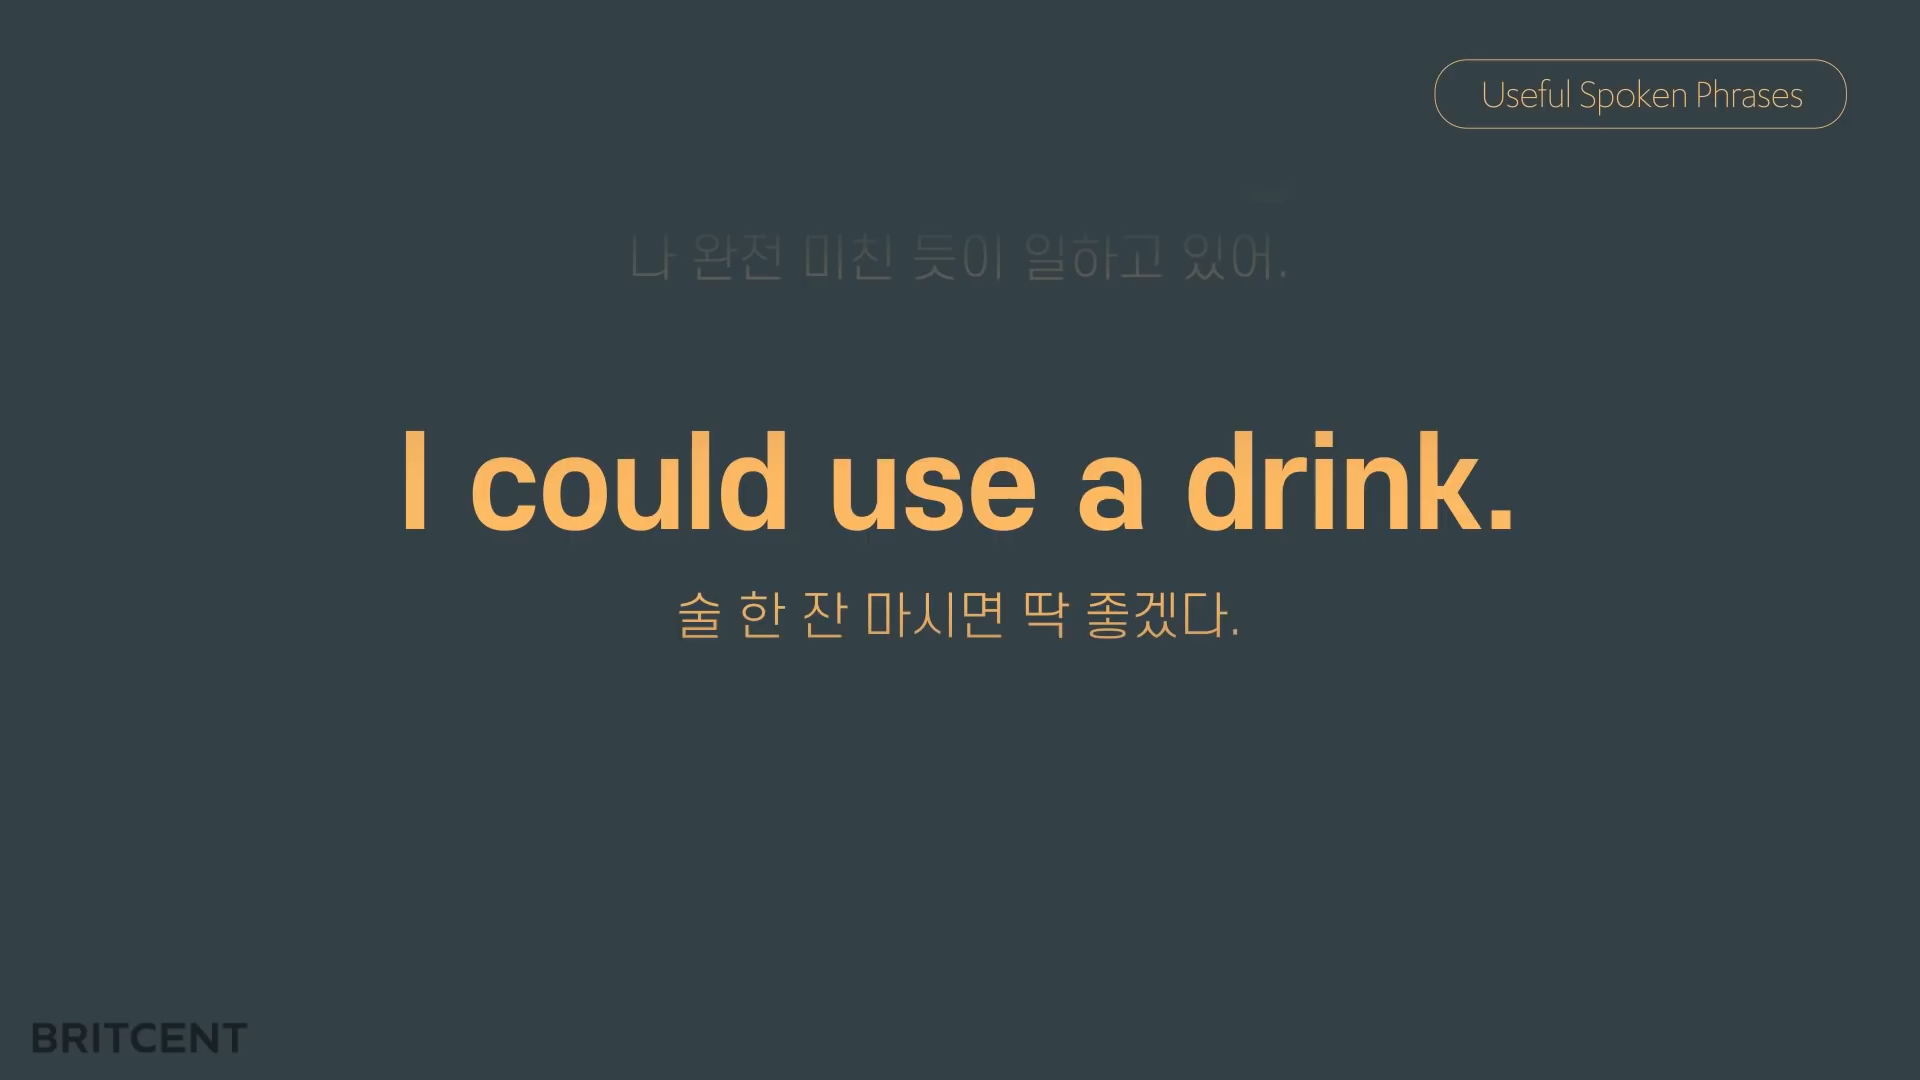 Useful Spoken Phrases
나 완전 미친 듯이 일하고 있어.
I could use a drink.
술 한 잔 마시면 딱 좋겠다.
BRITCENT